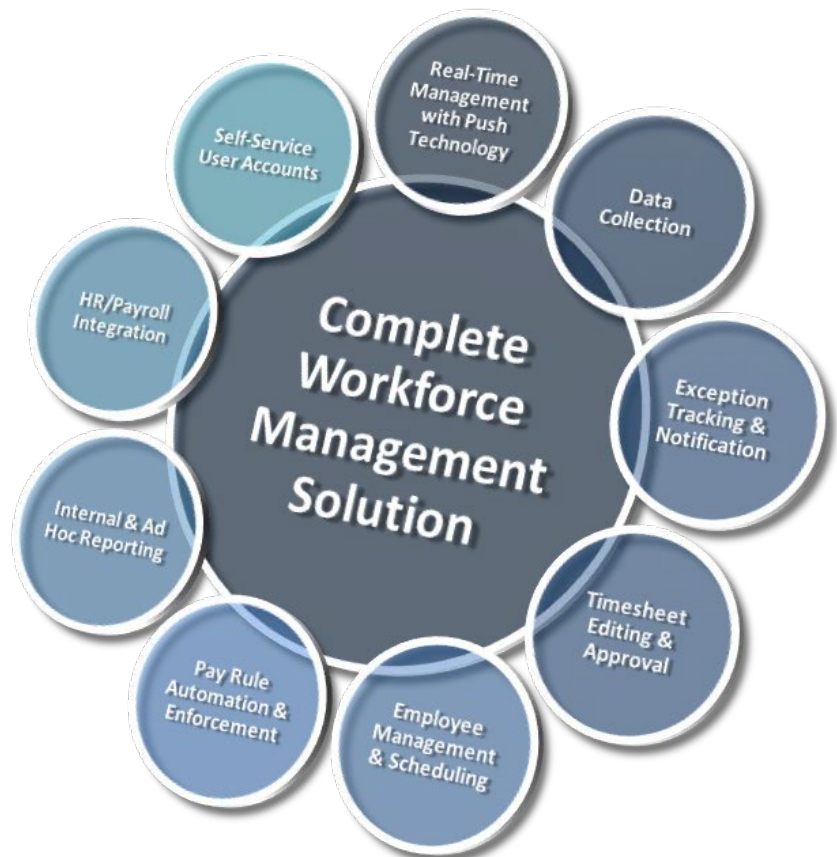 Complete
Workforce
Management
Solution
Real-Time
Management
with Push
Technology
Data
Collection
Exception
Tracking &
Notification
Timesheet
Editing &
Approval
Employee
Management
& Scheduling
Pay Rule
Automation &
Enforcement
Internal & Ad
Hoc Reporting
HR/Payroll
Integration
Self-Service
User Accounts